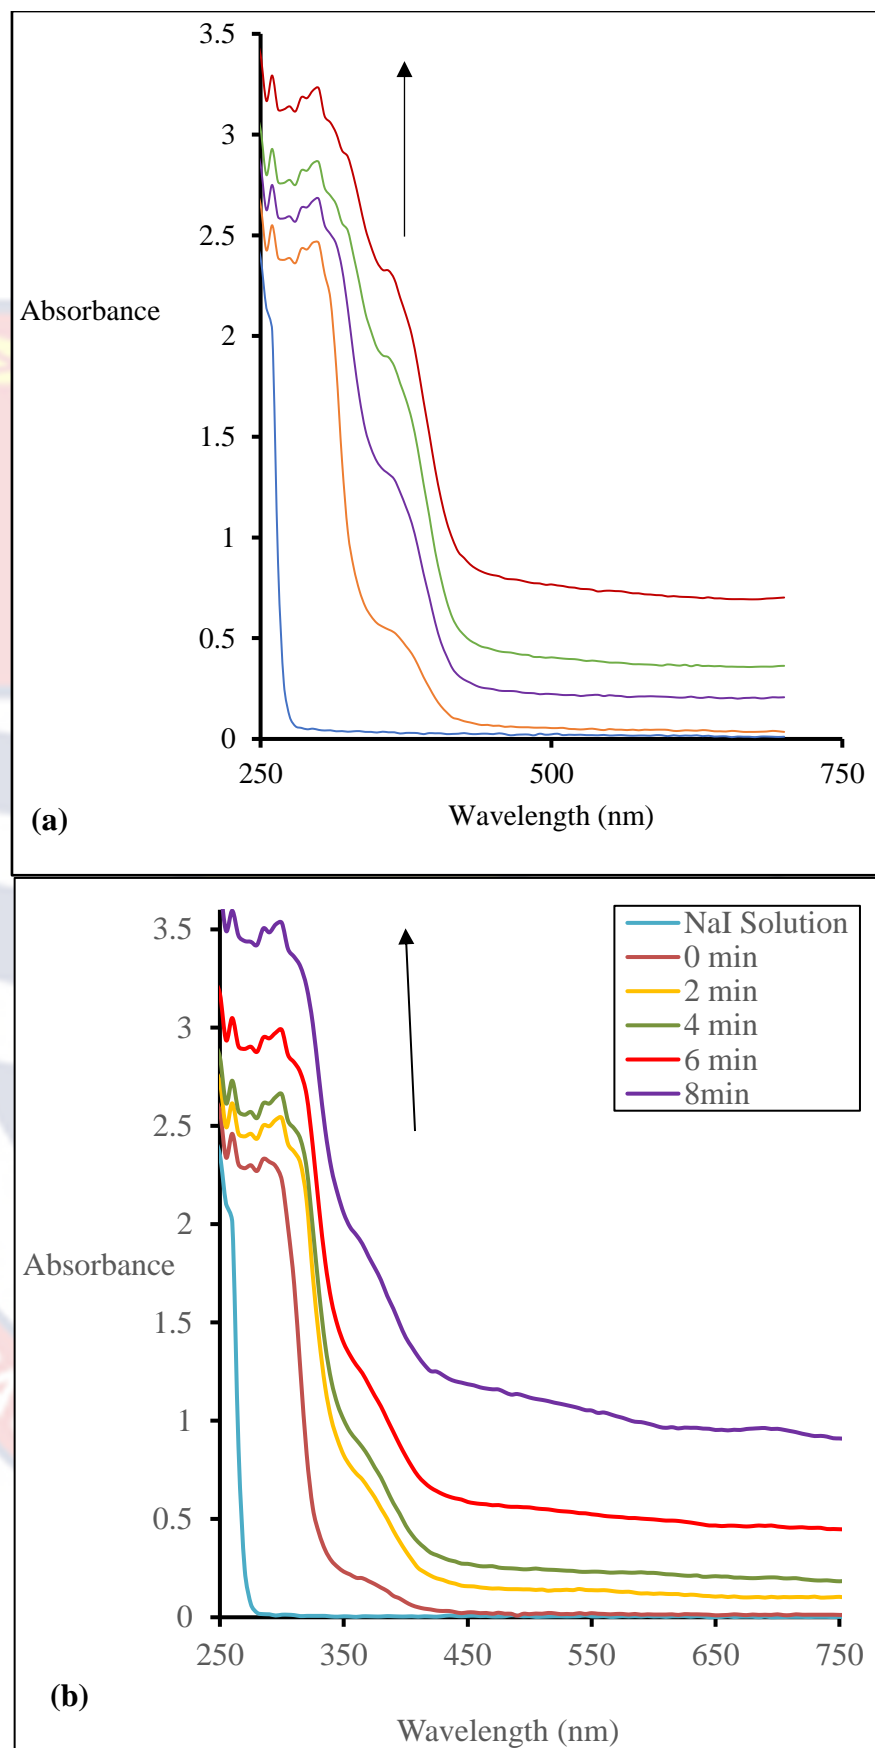 3.5
3
2.5
2
1.5
1
0.5
0
Absorbance
250
500
750
Wavelength (nm)
(a)
3.5
3
2.5
2
1.5
1
0.5
0
Absorbance
NaI Solution
0 min
2 min
4 min
6 min
8min
250
350
450
550
650
750
(b)
Wavelength (nm)